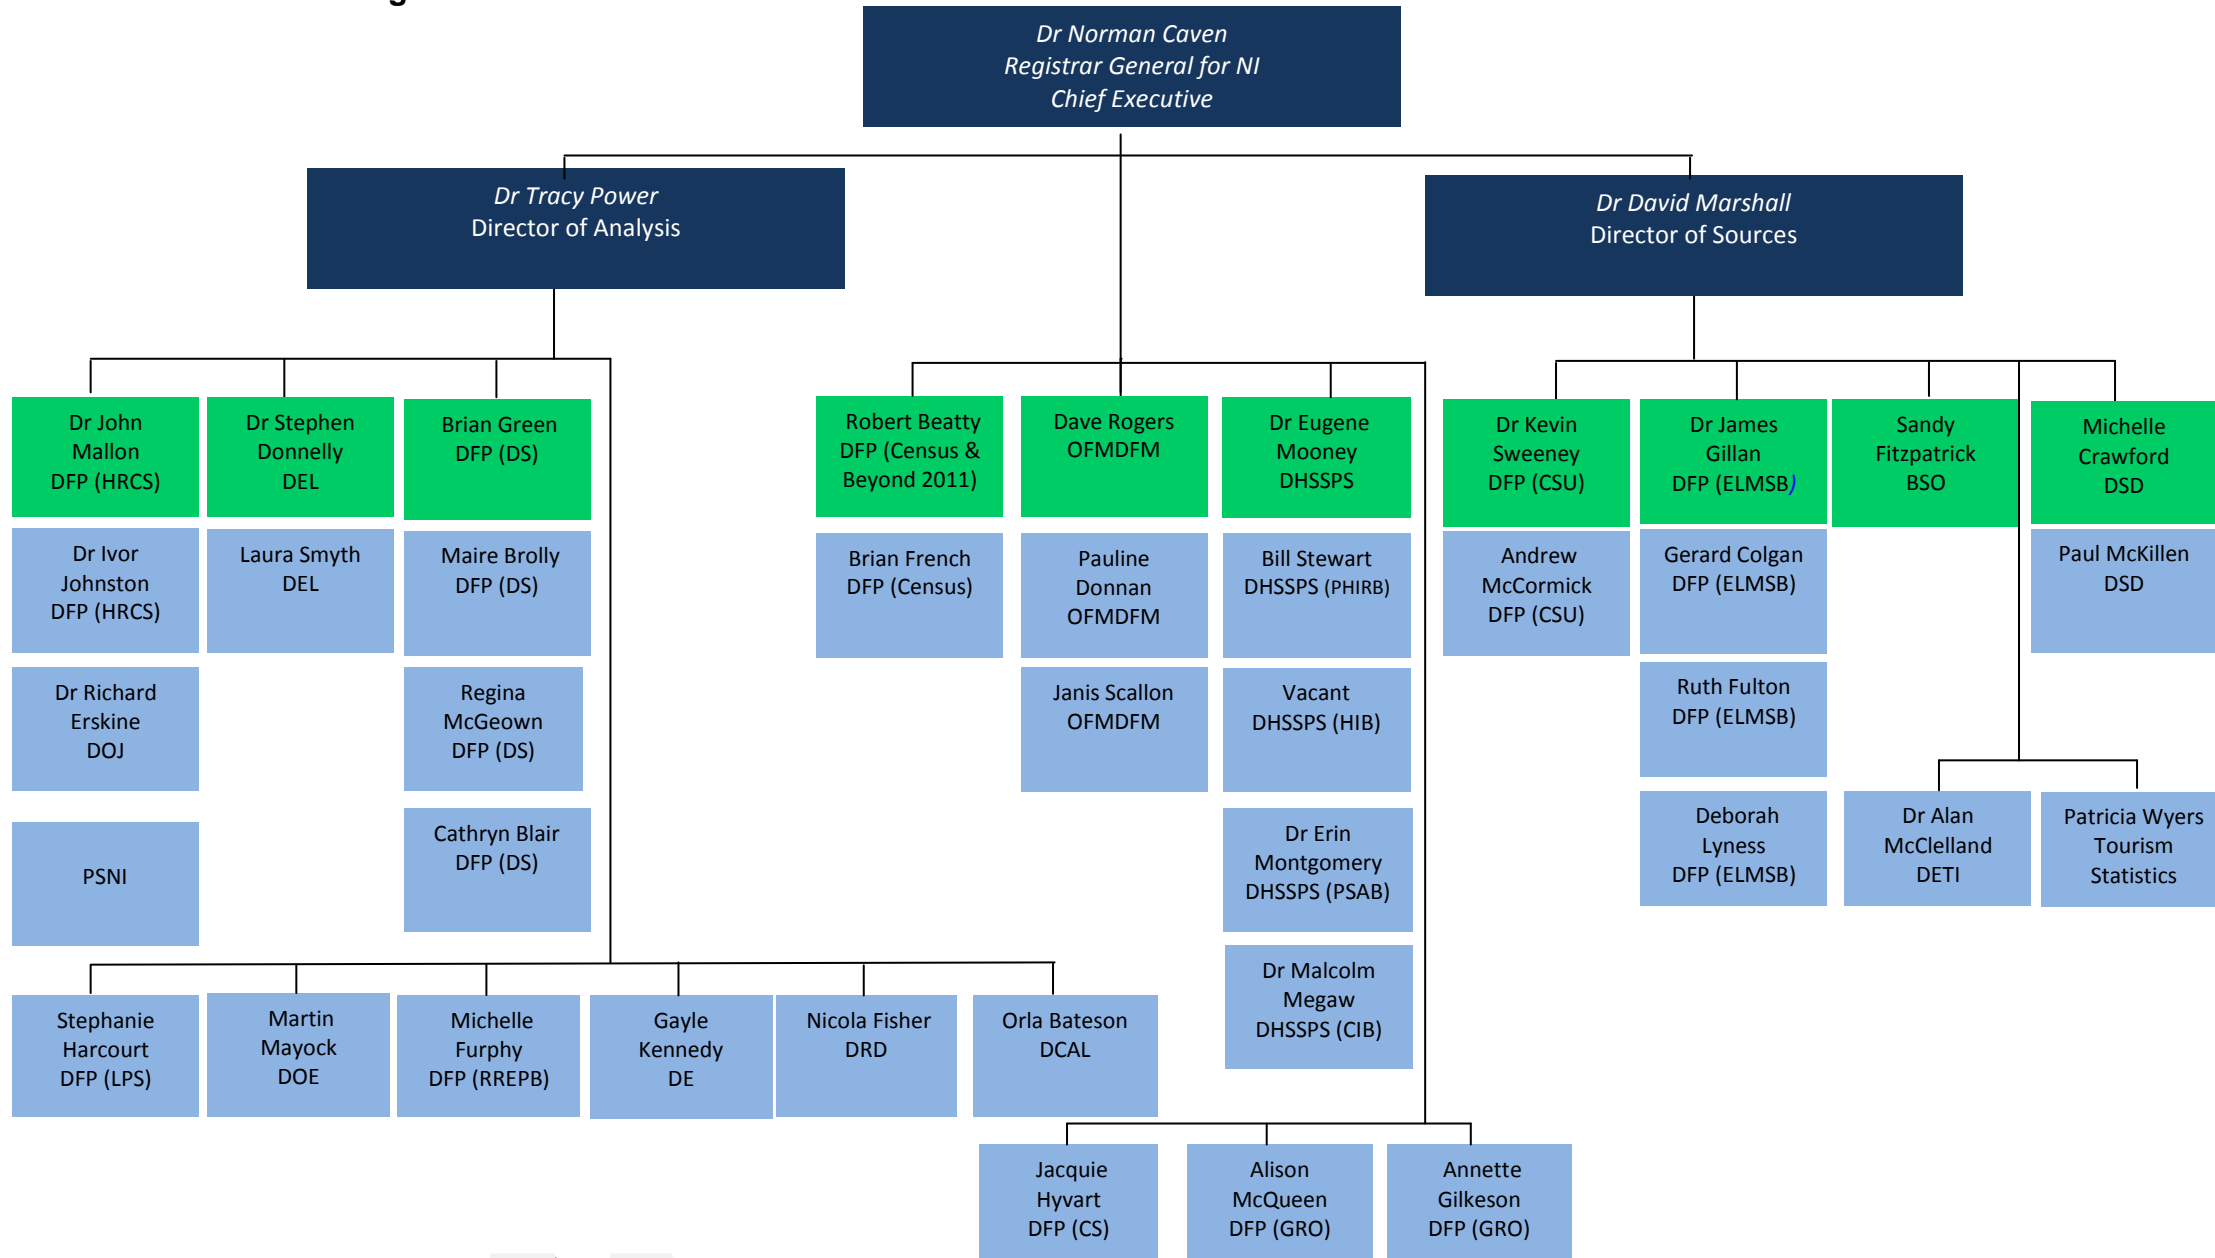 Dr Norman Caven
Registrar General for NI
Chief Executive
Dr Tracy Power
Director of Analysis
Dr David Marshall
Director of Sources
Dr John
Mallon
DFP (HRCS)
Dr Stephen
Donnelly
DEL
Brian Green
DFP (DS)
Robert Beatty
DFP (Census &
Beyond 2011)
Dave Rogers
OFMDFM
Dr Eugene
Mooney
DHSSPS
Dr Kevin
Sweeney
DFP (CSU)
Dr James
Gillan
DFP (ELMSB)
Sandy
Fitzpatrick
BSO
Michelle
Crawford
DSD
Dr Ivor
Johnston
DFP (HRCS)
Laura Smyth
DEL
Maire Brolly
DFP (DS)
Brian French
DFP (Census)
Pauline
Donnan
OFMDFM
Bill Stewart
DHSSPS (PHIRB)
Andrew
McCormick
DFP (CSU)
Gerard Colgan
DFP (ELMSB)
Paul McKillen
DSD
Dr Richard
Erskine
DOJ
Regina
McGeown
DFP (DS)
Janis Scallon
OFMDFM
Vacant
DHSSPS (HIB)
Ruth Fulton
DFP (ELMSB)
PSNI
Cathryn Blair
DFP (DS)
Dr Erin
Montgomery
DHSSPS (PSAB)
Deborah
Lyness
DFP (ELMSB)
Dr Alan
McClelland
DETI
Patricia Wyers
Tourism
Statistics
Dr Malcolm
Megaw
DHSSPS (CIB)
Stephanie
Harcourt
DFP (LPS)
Martin
Mayock
DOE
Michelle
Furphy
DFP (RREPB)
Gayle
Kennedy
DE
Nicola Fisher
DRD
Orla Bateson
DCAL
Jacquie
Hyvart
DFP (CS)
Alison
McQueen
DFP (GRO)
Annette
Gilkeson
DFP (GRO)